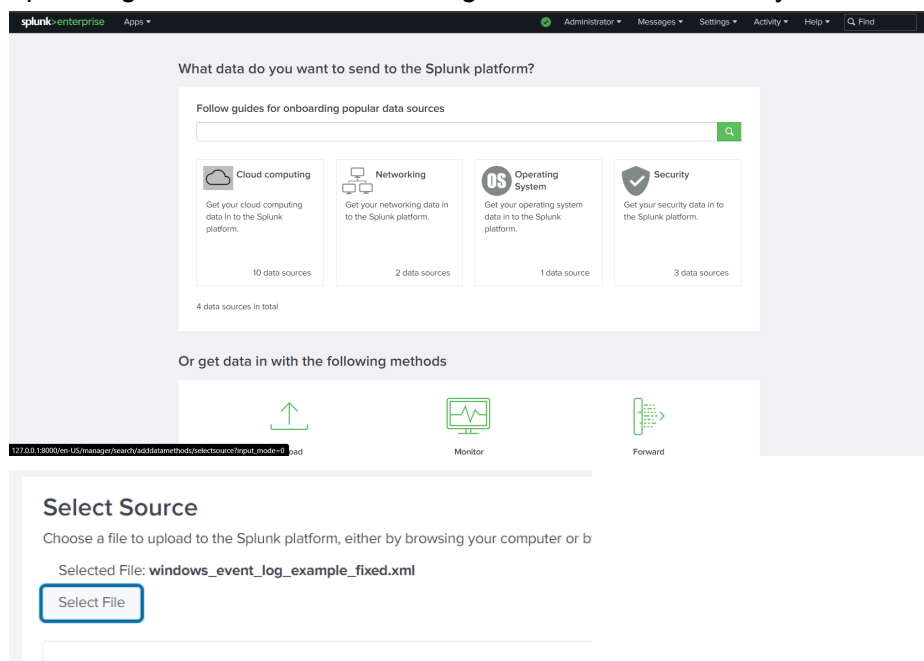 splunk>enterprise Apps Administrator Messages Settings Activity Help Find
What data do you want to send to the Splunk platform?
Follow guides for onboarding popular data sources
Cloud computing
Get your cloud computing
data in to the Splunk
platform.
10 data sources
Networking
Get your networking data in
to the Splunk platform.
2 data sources
OS
Operating
System
Get your operating system
data in to the Splunk
platform.
1 data source
Security
Get your security data in to
the Splunk platform.
3 data sources
4 data sources in total
Or get data in with the following methods
oad Monitor Forward
127.0.0.1:8000/en-US/manager/search/adddatamethods/selectsource?input_mode=0
Select Source
Choose a file to upload to the Splunk platform, either by browsing your computer or b
Selected File: windows_event_log_example_fixed.xml
Select File